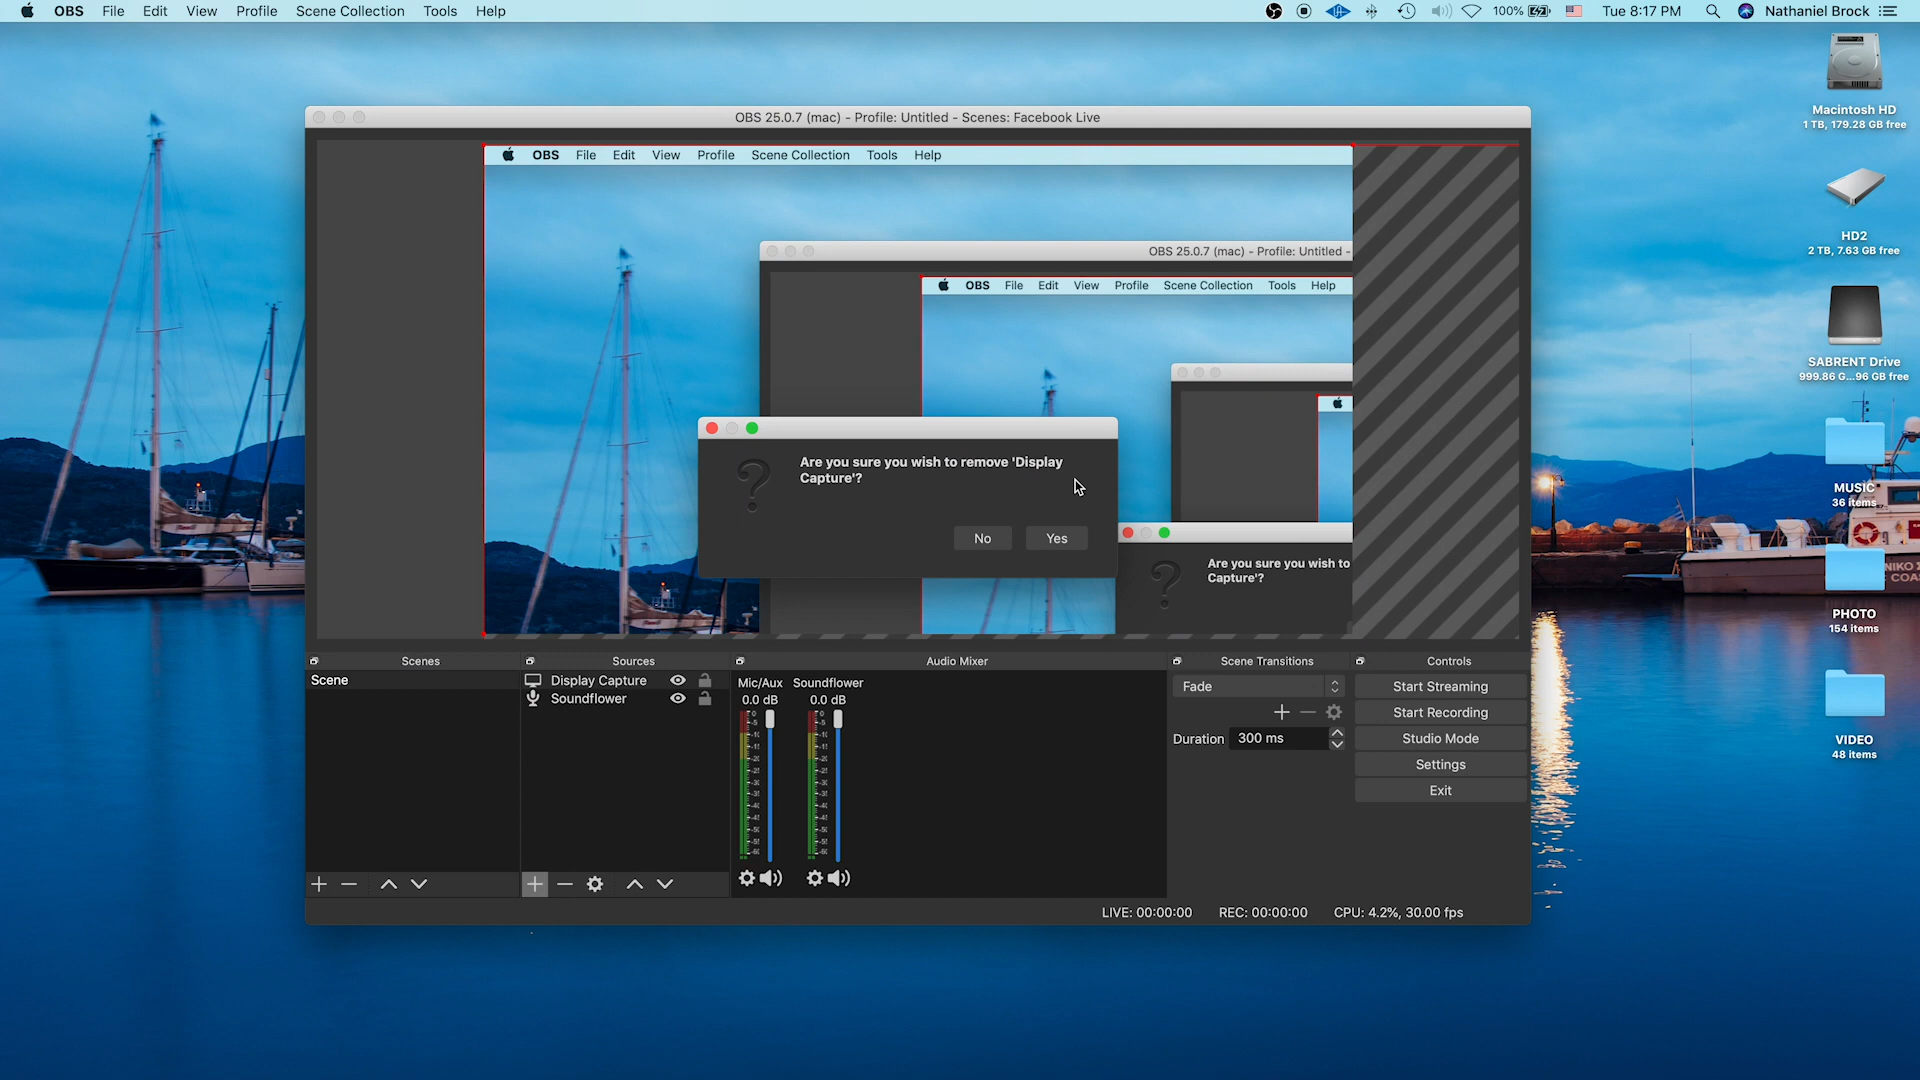 OBS File Edit View Profile Scene Collection Tools Help
100% Tue 8:17 PM Nathaniel Brock
OBS 25.0.7 (mac) - Profile: Untitled - Scenes: Facebook Live
OBS File Edit View Profile Scene Collection Tools Help
OBS 25.0.7 (mac) - Profile: Untitled -
OBS File Edit View Profile Scene Collection Tools Help
Are you sure you wish to remove 'Display
Capture'?
No Yes
Are you sure you wish to
Capture'?
Macintosh HD
1 TB, 179.28 GB free
HD2
2 TB, 7.63 GB free
SABRENT Drive
999.86 G...96 GB free
MUSIC
36 items
PHOTO
154 items
VIDEO
48 items
Scenes
Scene
Sources
Display Capture
Soundflower
Audio Mixer
Mic/Aux Soundflower
0.0 dB 0.0 dB
Scene Transitions
Fade
Duration 300 ms
Controls
Start Streaming
Start Recording
Studio Mode
Settings
Exit
LIVE: 00:00:00 REC: 00:00:00 CPU: 4.2%, 30.00 fps